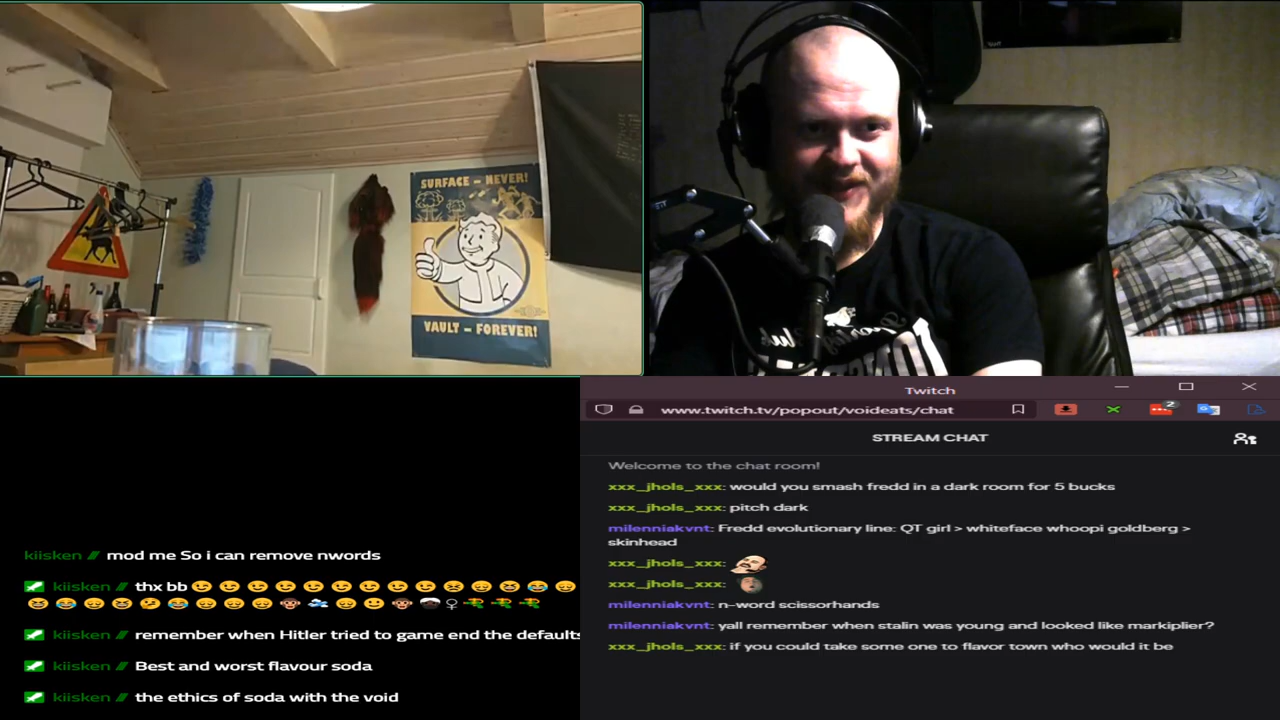 SURFACE – NEVER!
VAULT – FOREVER!
Twitch
www.twitch.tv/popout/voideats/chat
2
STREAM CHAT
Welcome to the chat room!
xxx_jhols_xxx: would you smash fredd in a dark room for 5 bucks
xxx_jhols_xxx: pitch dark
milenniakvnt: Fredd evolutionary line: QT girl > whiteface whoopi goldberg >
skinhead
xxx_jhols_xxx:
xxx_jhols_xxx:
milenniakvnt: n-word scissorhands
milenniakvnt: yall remember when stalin was young and looked like markiplier?
xxx_jhols_xxx: if you could take some one to flavor town who would it be
kiisken // mod me So i can remove nwords
kiisken // thx bb😉😉😉😉😉😉😉😉😉😣😔😆😂😔
😆😂😔😆🤔😂😔😔😔🐵💦😔🙂🐵
kiisken // remember when Hitler tried to game end the defaults
kiisken // Best and worst flavour soda
kiisken // the ethics of soda with the void